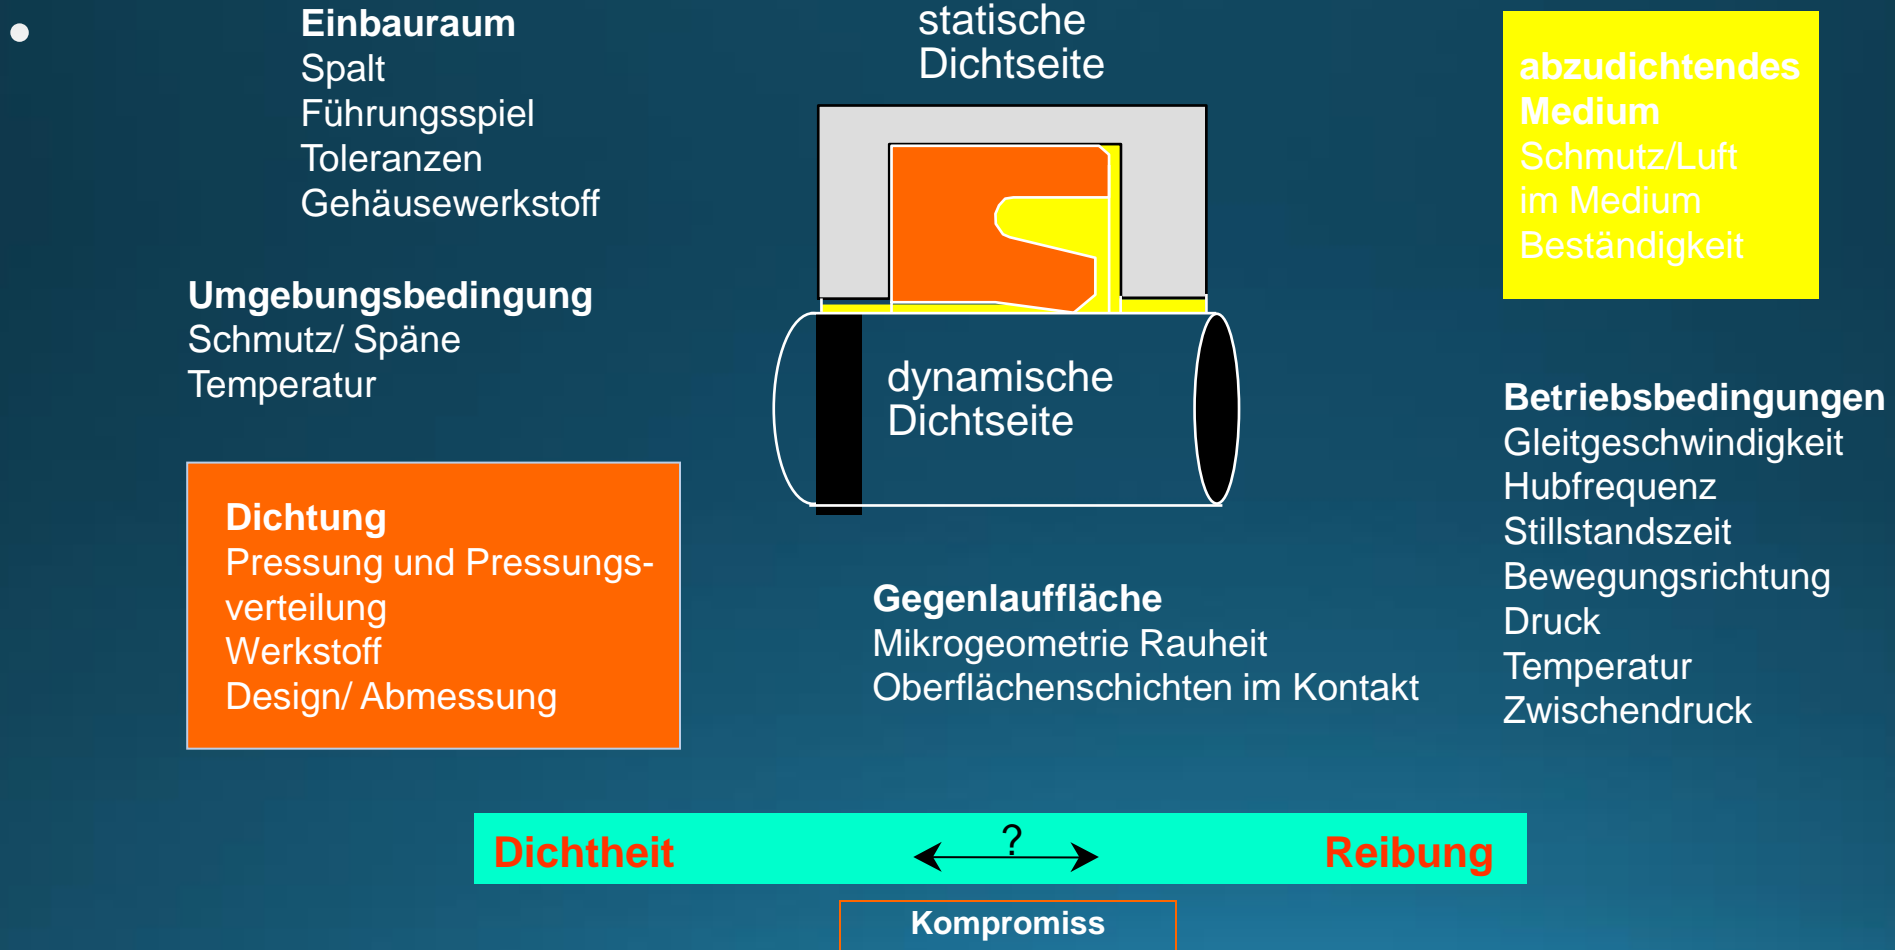 Einbauraum
Spalt
Führungsspiel
Toleranzen
Gehäusewerkstoff
statische
Dichtseite
abzudichtendes
Medium
Schmutz/Luft
im Medium
Beständigkeit
Umgebungsbedingung
Schmutz/ Späne
Temperatur
dynamische
Dichtseite
Betriebsbedingungen
Gleitgeschwindigkeit
Hubfrequenz
Stillstandszeit
Bewegungsrichtung
Druck
Temperatur
Zwischendruck
Dichtung
Pressung und Pressungs-
verteilung
Werkstoff
Design/ Abmessung
Gegenlauffläche
Mikrogeometrie Rauheit
Oberflächenschichten im Kontakt
Dichtheit ? Reibung
Kompromiss